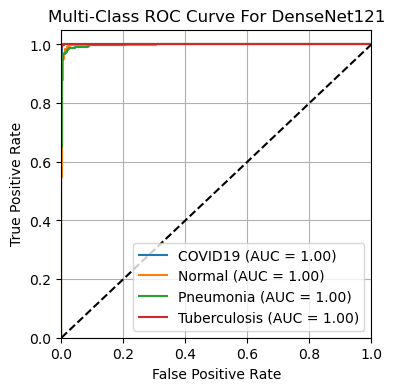 Multi-Class ROC Curve For DenseNet121
True Positive Rate
1.0
0.8
0.6
0.4
0.2
0.0
COVID19 (AUC = 1.00)
Normal (AUC = 1.00)
Pneumonia (AUC = 1.00)
Tuberculosis (AUC = 1.00)
0.0 0.2 0.4 0.6 0.8 1.0
False Positive Rate